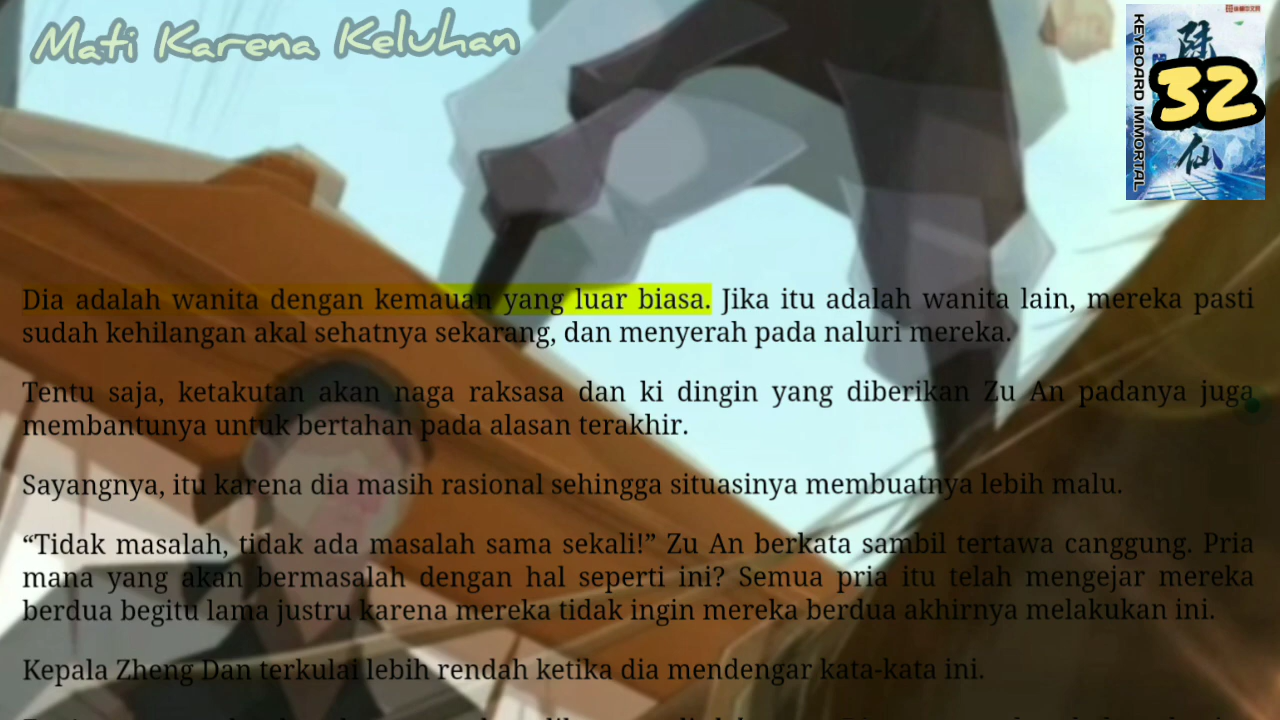 Mati Karena Keluhan
KEYBOARD IMMORTAL
32
仙
Dia adalah wanita dengan kemauan yang luar biasa. Jika itu adalah wanita lain, mereka pasti
sudah kehilangan akal sehatnya sekarang, dan menyerah pada naluri mereka.
Tentu saja, ketakutan akan naga raksasa dan ki dingin yang diberikan Zu An padanya juga
membantunya untuk bertahan pada alasan terakhir.
Sayangnya, itu karena dia masih rasional sehingga situasinya membuatnya lebih malu.
“Tidak masalah, tidak ada masalah sama sekali!” Zu An berkata sambil tertawa canggung. Pria
mana yang akan bermasalah dengan hal seperti ini? Semua pria itu telah mengejar mereka
berdua begitu lama justru karena mereka tidak ingin mereka berdua akhirnya melakukan ini.
Kepala Zheng Dan terkulai lebih rendah ketika dia mendengar kata-kata ini.